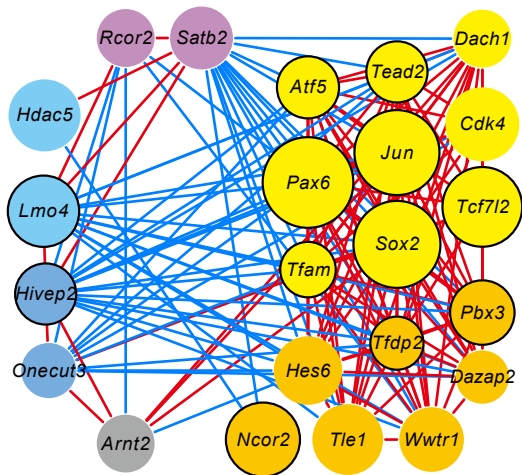 Rcor2
Satb2
Dach1
Atf5
Tead2
Hdac5
Cdk4
Jun
Pax6
Lmo4
Tcf7l2
Sox2
Tfam
Hivep2
Pbx3
Tfdp2
Onecut3
Hes6
Dazap2
Arnt2
Ncor2
Tle1
Wwtr1